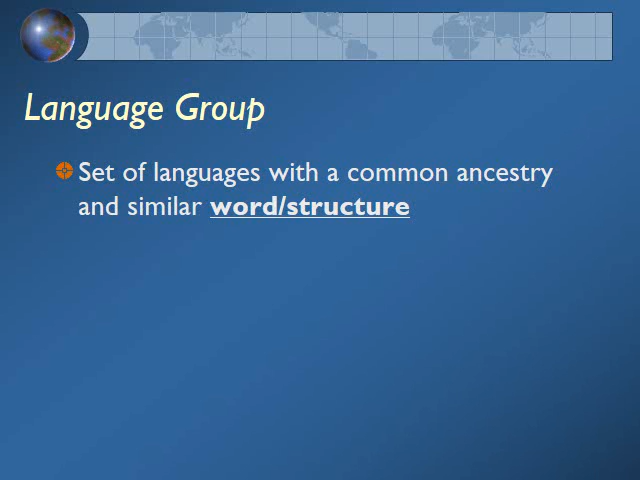 Language Group
Set of languages with a common ancestry
and similar word/structure